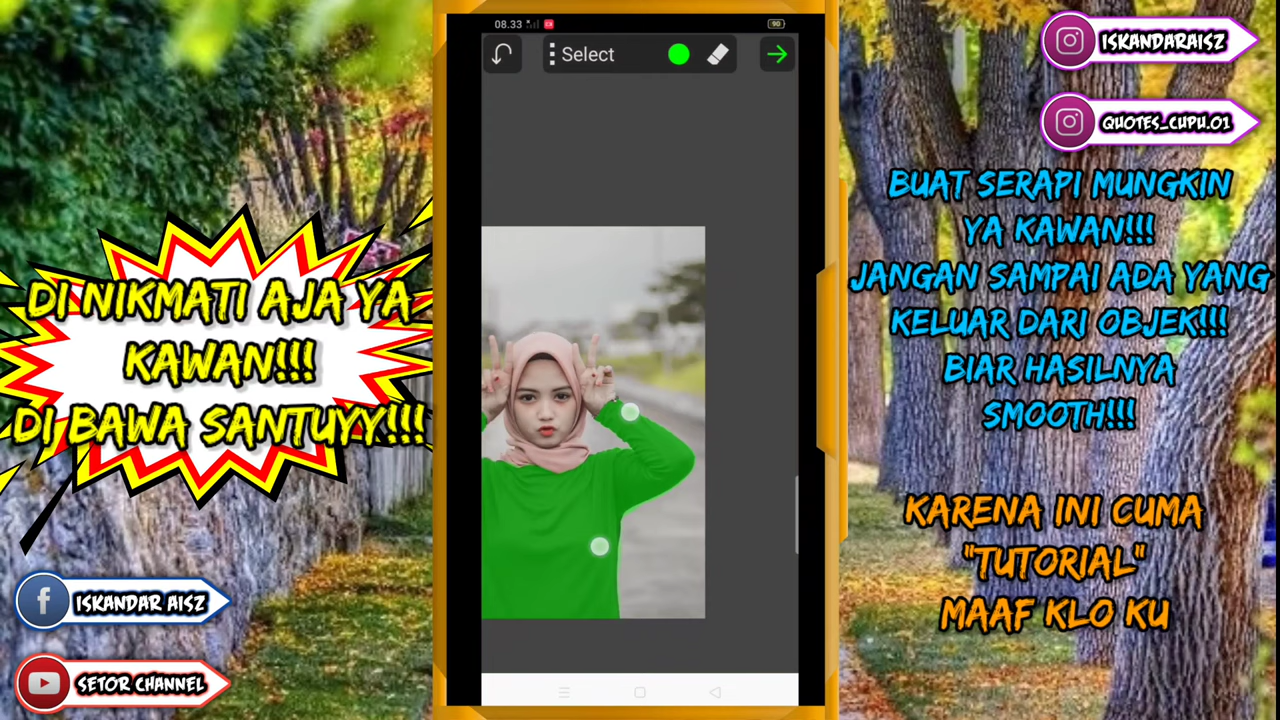 08.33
90
Select
DI NIKMATI AJA YA
KAWAN!!!
DI BAWA SANTUYY!!!
ISKANDAR AISZ
SETOR CHANNEL
ISKANDARAISZ
QUOTES_CUPU.01
BUAT SERAPI MUNGKIN
YA KAWAN!!!
JANGAN SAMPAI ADA YANG
KELUAR DARI OBJEK!!!
BIAR HASILNYA
SMOOTH!!!
KARENA INI CUMA
"TUTORIAL"
MAAF KLO KU